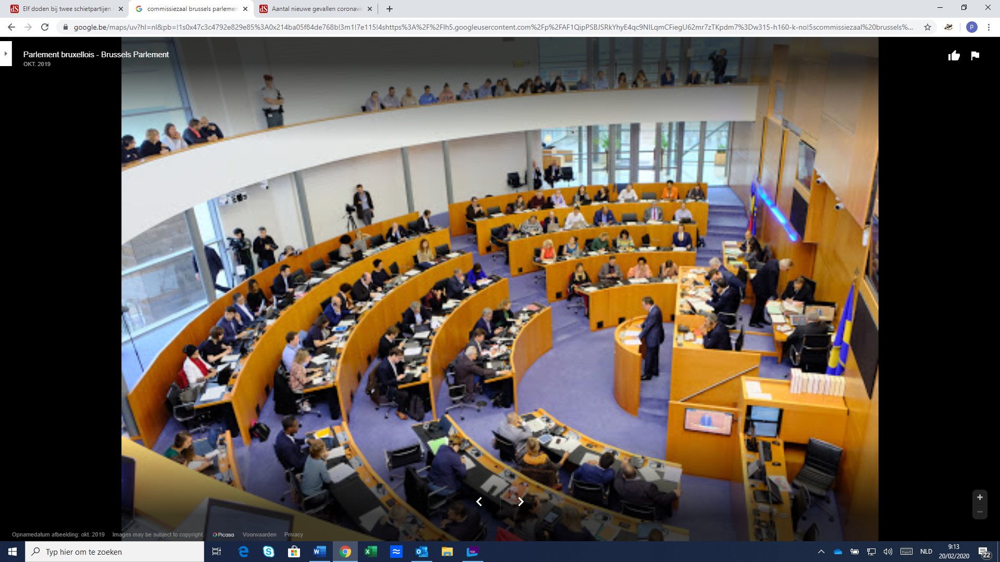 Elf doden bij twee schietpartijen
commissiezaal brussels parlemen
Aantal nieuwe gevallen coronavi
google.be/maps/uv?hl=nl&pb=!1s0x47c3c4792e829e85%3A0x214ba05f84de768b!3m1!7e115!4shttps%3A%2F%2Flh5.googleusercontent.com%2Fp%2FAF1QipPSBJSRkYhyE4qc9NILqmCFiegU62mr7zTKpdm7%3Dw315-h160-k-no!5scommissiezaal%20brussels%...
P
Parlement bruxellois - Brussels Parlement
OKT. 2019
Opnamedatum afbeelding: okt. 2019 Images may be subject to copyright. Picasa Voorwaarden Privacy
Typ hier om te zoeken
NLD
9:13
20/02/2020
22